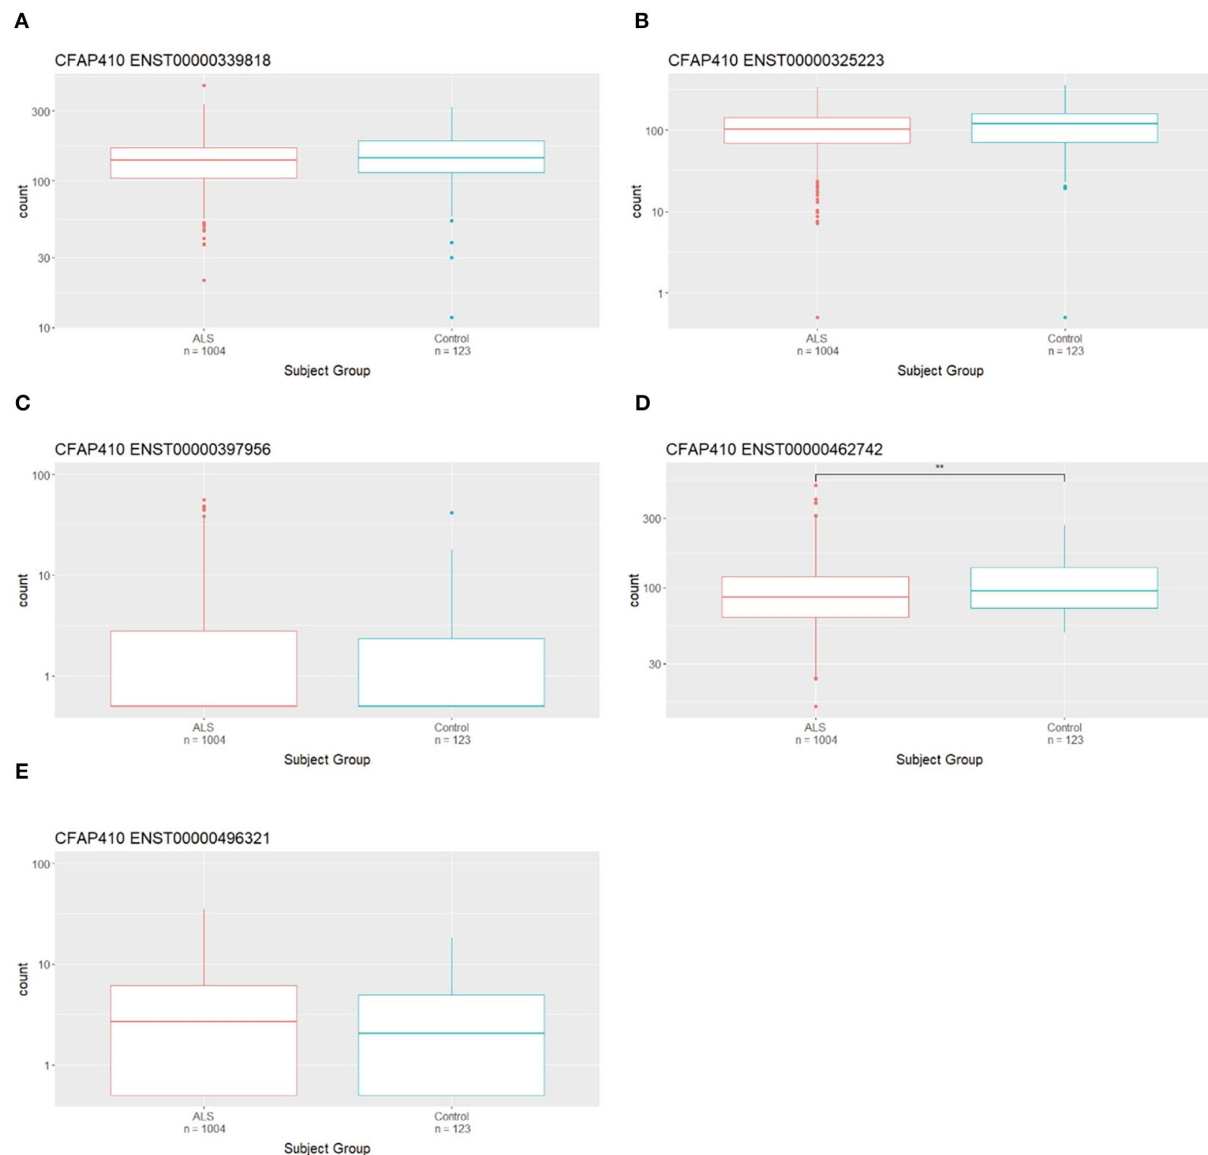 A
CFAP410 ENST00000339818
300
100
30
10
count
ALS
n = 1004
Control
n = 123
Subject Group
B
CFAP410 ENST00000325223
100
10
1
count
ALS
n = 1004
Control
n = 123
Subject Group
C
CFAP410 ENST00000397956
100
10
1
count
ALS
n = 1004
Control
n = 123
Subject Group
D
CFAP410 ENST00000462742
**
300
100
30
count
ALS
n = 1004
Control
n = 123
Subject Group
E
CFAP410 ENST00000496321
100
10
1
count
ALS
n = 1004
Control
n = 123
Subject Group